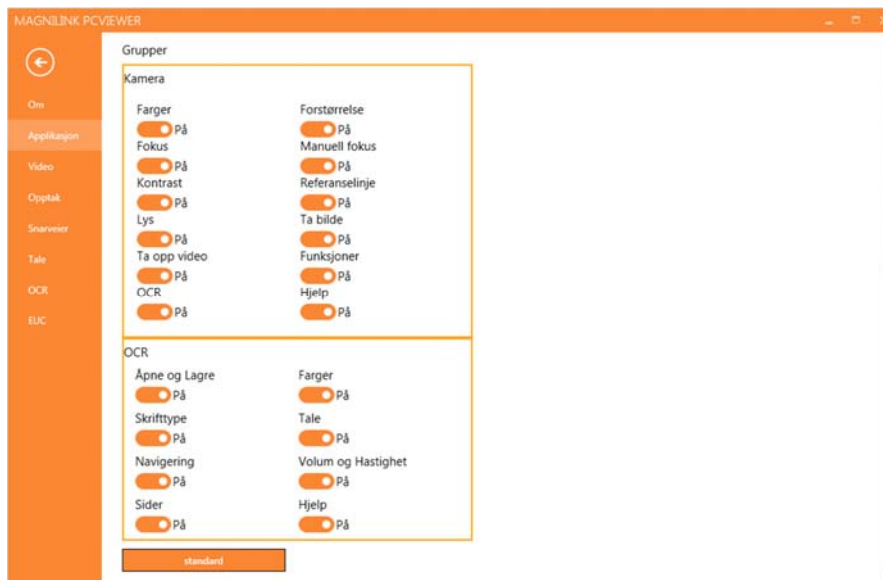 MAGNILINK PCVIEWER
Om
Applikasjon
Video
Opptak
Snarveier
Tale
OCR
EUC
Grupper
Kamera
Farger Forstørrelse
På På
Fokus Manuell fokus
På På
Kontrast Referanselinje
På På
Lys Ta bilde
På På
Ta opp video Funksjoner
På På
OCR Hjelp
På På
OCR
Åpne og Lagre Farger
På På
Skrifttype Tale
På På
Navigering Volum og Hastighet
På På
Sider Hjelp
På På
standard